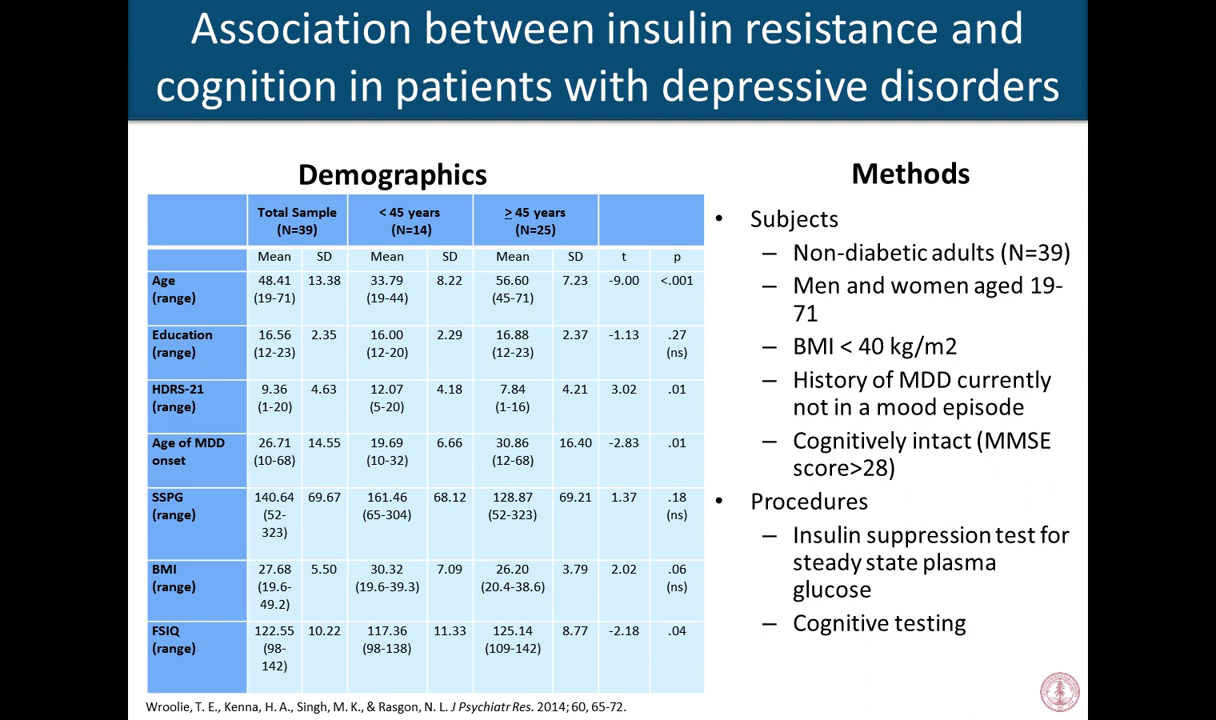 Association between insulin resistance and
cognition in patients with depressive disorders
Demographics
Total Sample < 45 years ≥ 45 years
(N=39) (N=14) (N=25)
Mean SD Mean SD Mean SD t p
Age 48.41 13.38 33.79 8.22 56.60 7.23 -9.00 <.001
(range) (19-71) (19-44) (45-71)
Education 16.56 2.35 16.00 2.29 16.88 2.37 -1.13 .27
(range) (12-23) (12-20) (12-23) (ns)
HDRS-21 9.36 4.63 12.07 4.18 7.84 4.21 3.02 .01
(range) (1-20) (5-20) (1-16)
Age of MDD 26.71 14.55 19.69 6.66 30.86 16.40 -2.83 .01
onset (10-68) (10-32) (12-68)
SSPG 140.64 69.67 161.46 68.12 128.87 69.21 1.37 .18
(range) (52- (65-304) (52-323) (ns)
323)
BMI 27.68 5.50 30.32 7.09 26.20 3.79 2.02 .06
(range) (19.6- (19.6-39.3) (20.4-38.6) (ns)
49.2)
FSIQ 122.55 10.22 117.36 11.33 125.14 8.77 -2.18 .04
(range) (98- (98-138) (109-142)
142)
Methods
• Subjects
– Non-diabetic adults (N=39)
– Men and women aged 19-
71
– BMI < 40 kg/m2
– History of MDD currently
not in a mood episode
– Cognitively intact (MMSE
score>28)
• Procedures
– Insulin suppression test for
steady state plasma
glucose
– Cognitive testing
Wroolie, T. E., Kenna, H. A., Singh, M. K., & Rasgon, N. L. J Psychiatr Res. 2014; 60, 65-72.